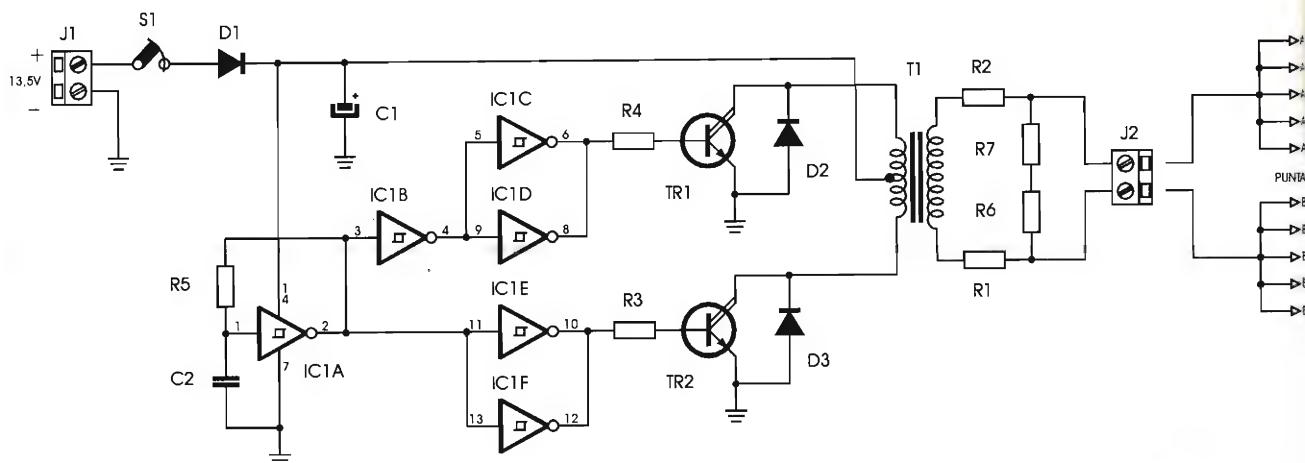 J1
S1
D1
+
13,5V
−
C1
+
IC1C
5
6
R4
TR1
D2
T1
R2
R7
R6
R1
J2
A
A
A
A
A
PUNTA
B
B
B
IC1B
3
4
IC1D
9
8
R5
1
4
1
2
7
IC1A
C2
IC1E
11
10
R3
TR2
D3
IC1F
13
12